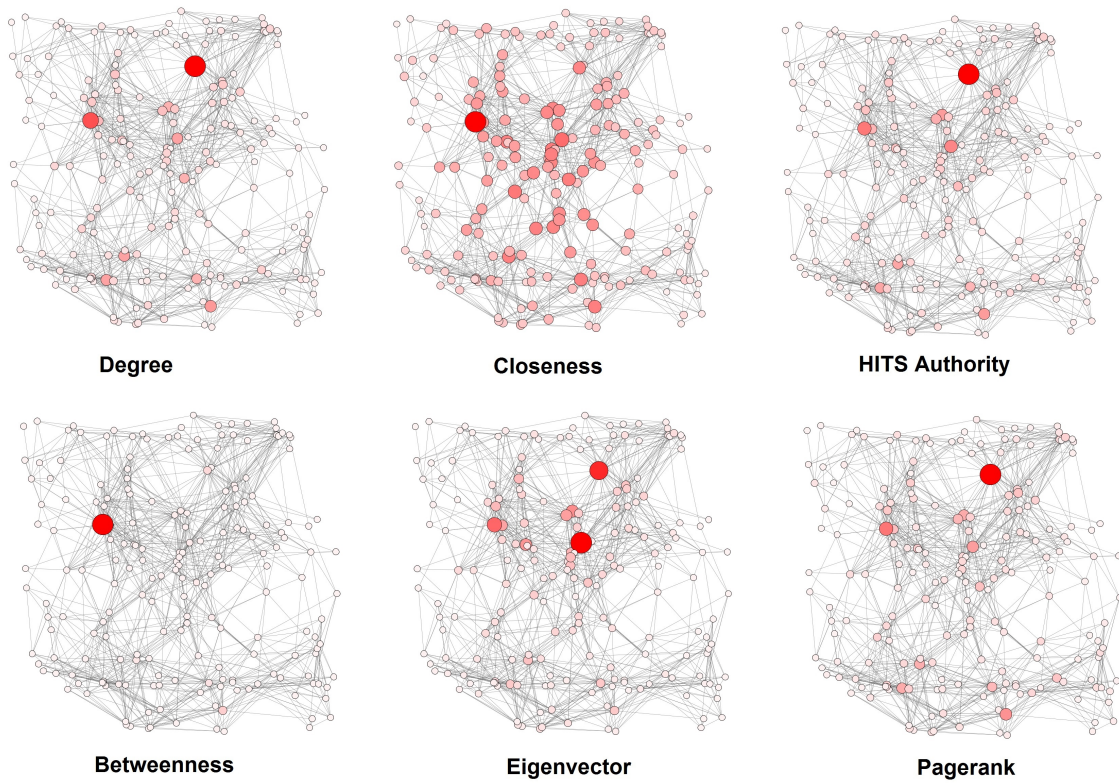 Degree
Closeness
HITS Authority
Betweenness
Eigenvector
Pagerank